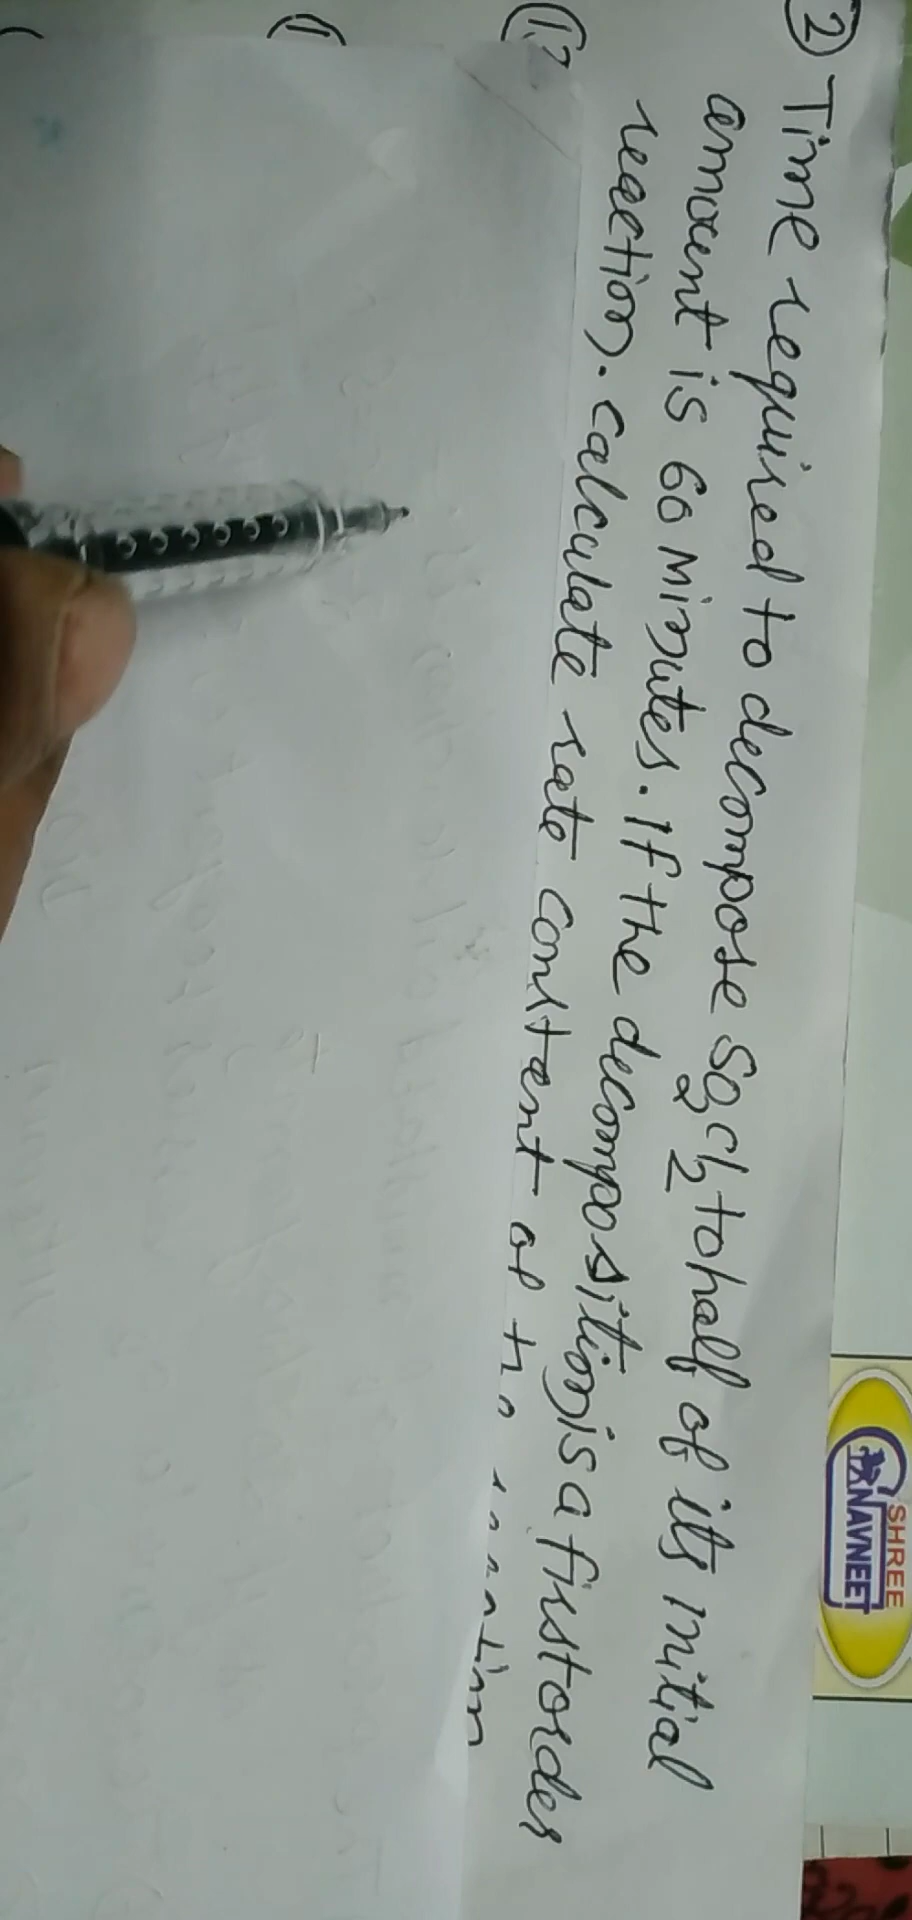 ② Time required to decompose SO₂Cl₂ to half of its initial
amount is 60 Minutes. If the decomposition is a first order
reaction. calculate rate constant of the reaction
SHREE
NAVNEET